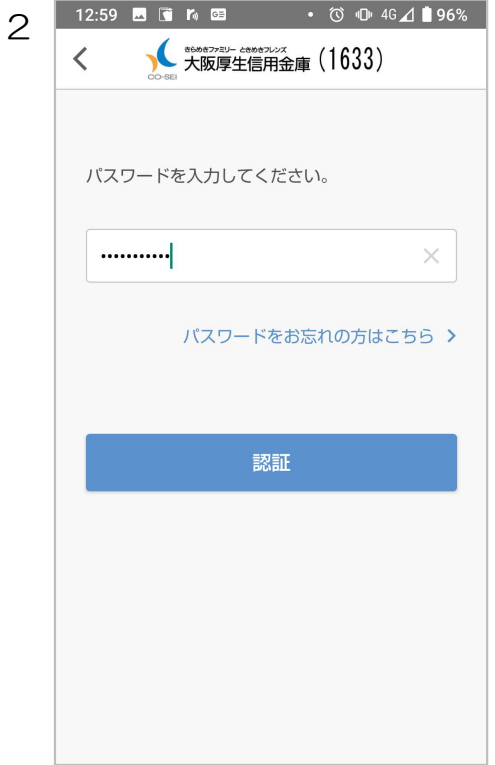 2
12:59 4G 96%
きらめきファミリー ときめきフレンズ
大阪厚生信用金庫 (1633)
CO-SEI
パスワードを入力してください。
•••••••••••
パスワードをお忘れの方はこちら >
認証